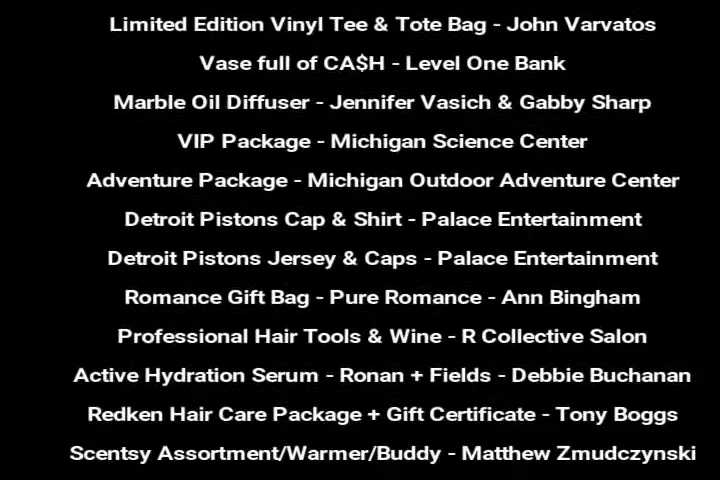 Limited Edition Vinyl Tee & Tote Bag - John Varvatos
Vase full of CA$H - Level One Bank
Marble Oil Diffuser - Jennifer Vasich & Gabby Sharp
VIP Package - Michigan Science Center
Adventure Package - Michigan Outdoor Adventure Center
Detroit Pistons Cap & Shirt - Palace Entertainment
Detroit Pistons Jersey & Caps - Palace Entertainment
Romance Gift Bag - Pure Romance - Ann Bingham
Professional Hair Tools & Wine - R Collective Salon
Active Hydration Serum - Ronan + Fields - Debbie Buchanan
Redken Hair Care Package + Gift Certificate - Tony Boggs
Scentsy Assortment/Warmer/Buddy - Matthew Zmudczynski